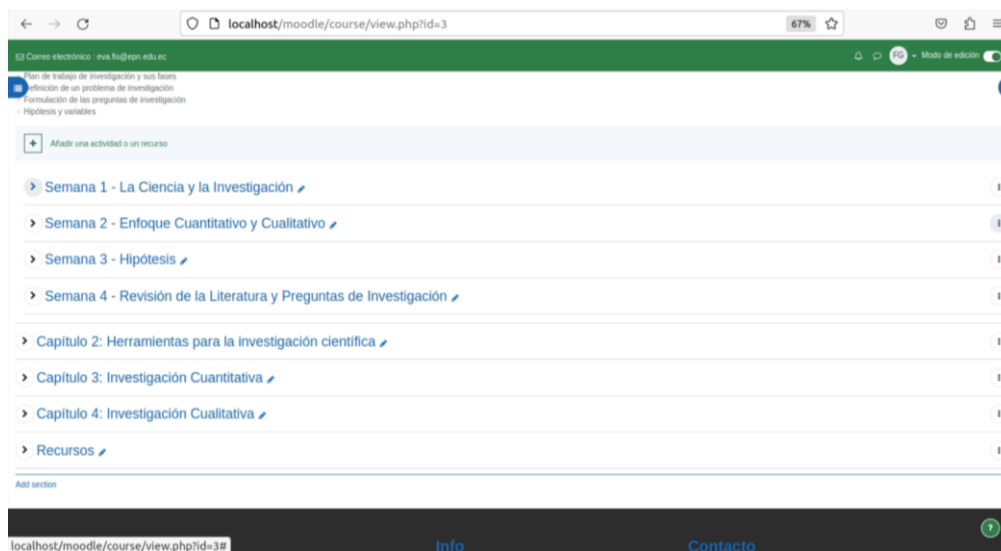 localhost/moodle/course/view.php?id=3
67%
Correo electrónico : eva.fis@epn.edu.ec
FG
Modo de edición
Plan de trabajo de investigación y sus fases
efinición de un problema de investigación
Formulación de las preguntas de investigación
Hipótesis y variables
+ Añadir una actividad o un recurso
Semana 1 - La Ciencia y la Investigación
Semana 2 - Enfoque Cuantitativo y Cualitativo
Semana 3 - Hipótesis
Semana 4 - Revisión de la Literatura y Preguntas de Investigación
Capítulo 2: Herramientas para la investigación científica
Capítulo 3: Investigación Cuantitativa
Capítulo 4: Investigación Cualitativa
Recursos
Add section
?
localhost/moodle/course/view.php?id=3#
Info
Contacto